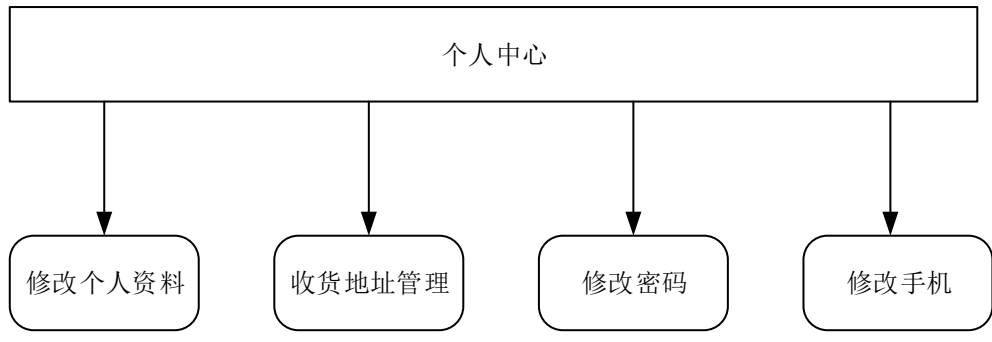 个人中心
修改个人资料
收货地址管理
修改密码
修改手机